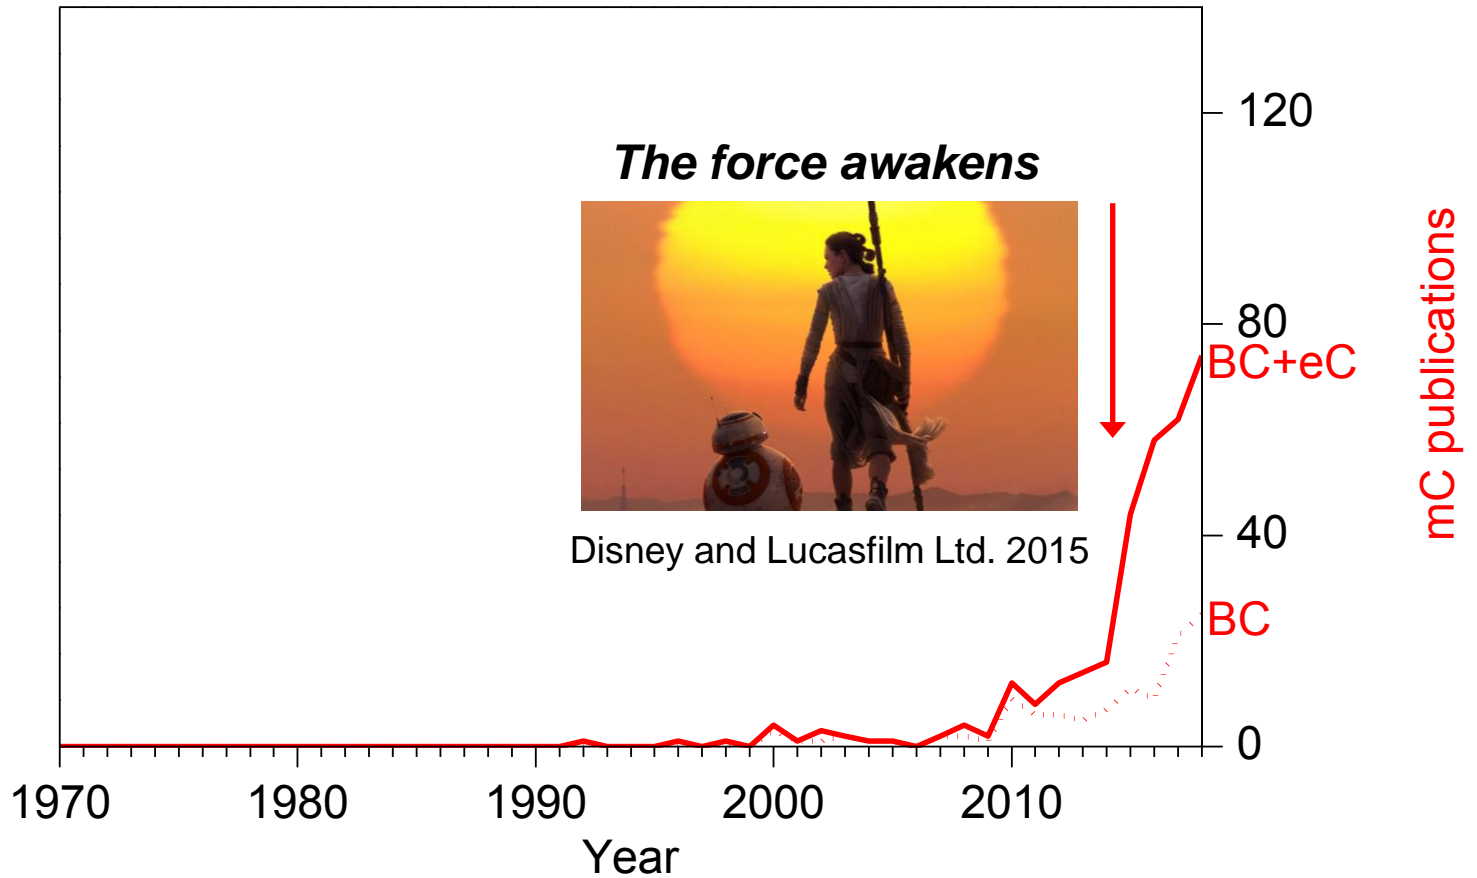 120
The force awakens
80
BC+eC
mC publications
40
Disney and Lucasfilm Ltd. 2015
BC
0
1970 1980 1990 2000 2010
Year